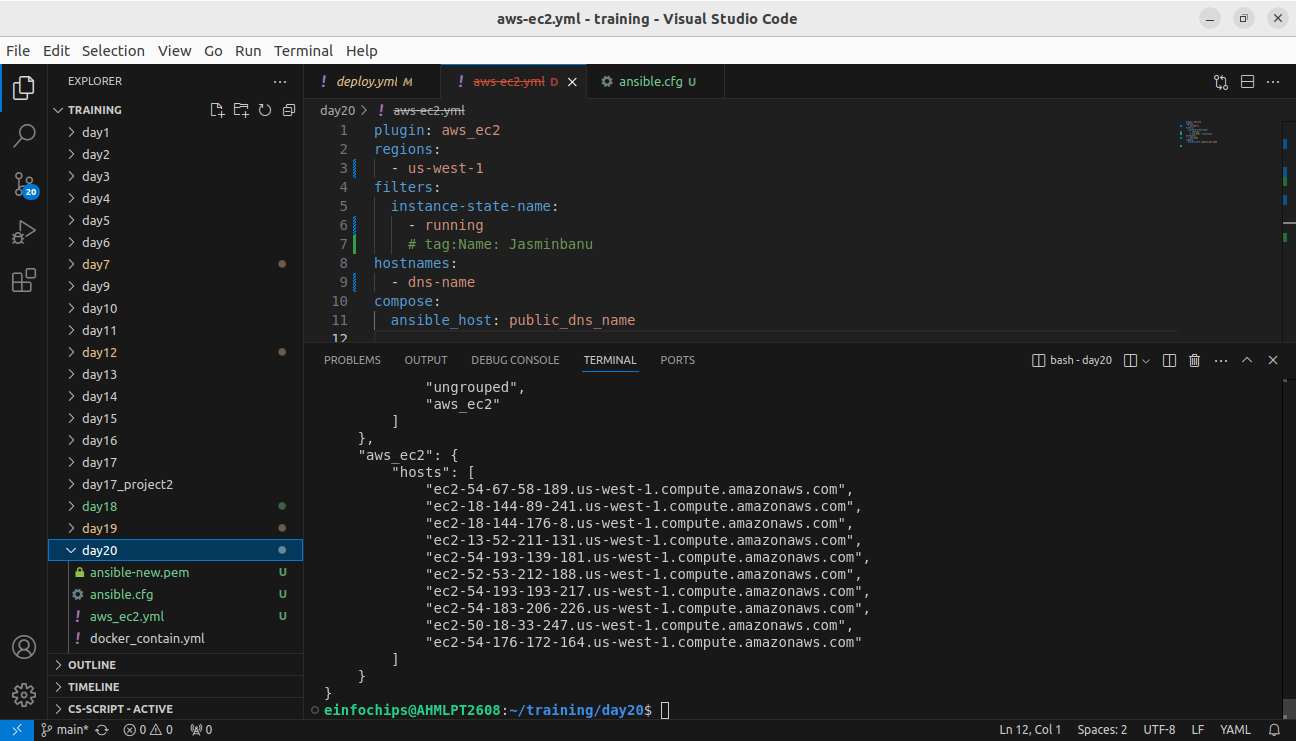 aws-ec2.yml - training - Visual Studio Code
File Edit Selection View Go Run Terminal Help
EXPLORER
TRAINING
day1
day2
day3
day4
day5
day6
day7
day9
day10
day11
day12
day13
day14
day15
day16
day17
day17_project2
day18
day19
day20
ansible-new.pem U
ansible.cfg U
aws_ec2.yml U
docker_contain.yml
OUTLINE
TIMELINE
CS-SCRIPT - ACTIVE
deploy.yml M
aws-ec2.yml D
ansible.cfg U
day20 > aws-ec2.yml
1 plugin: aws_ec2
2 regions:
3 - us-west-1
4 filters:
5 instance-state-name:
6 - running
7 # tag:Name: Jasminbanu
8 hostnames:
9 - dns-name
10 compose:
11 ansible_host: public_dns_name
12
PROBLEMS OUTPUT DEBUG CONSOLE TERMINAL PORTS
bash - day20
"ungrouped",
"aws_ec2"
]
},
"aws_ec2": {
"hosts": [
"ec2-54-67-58-189.us-west-1.compute.amazonaws.com",
"ec2-18-144-89-241.us-west-1.compute.amazonaws.com",
"ec2-18-144-176-8.us-west-1.compute.amazonaws.com",
"ec2-13-52-211-131.us-west-1.compute.amazonaws.com",
"ec2-54-193-139-181.us-west-1.compute.amazonaws.com",
"ec2-52-53-212-188.us-west-1.compute.amazonaws.com",
"ec2-54-193-193-217.us-west-1.compute.amazonaws.com",
"ec2-54-183-206-226.us-west-1.compute.amazonaws.com",
"ec2-50-18-33-247.us-west-1.compute.amazonaws.com",
"ec2-54-176-172-164.us-west-1.compute.amazonaws.com"
]
}
}
einfochips@AHMLPT2608:~/training/day20$
20
main* 0 0 0
Ln 12, Col 1 Spaces: 2 UTF-8 LF YAML